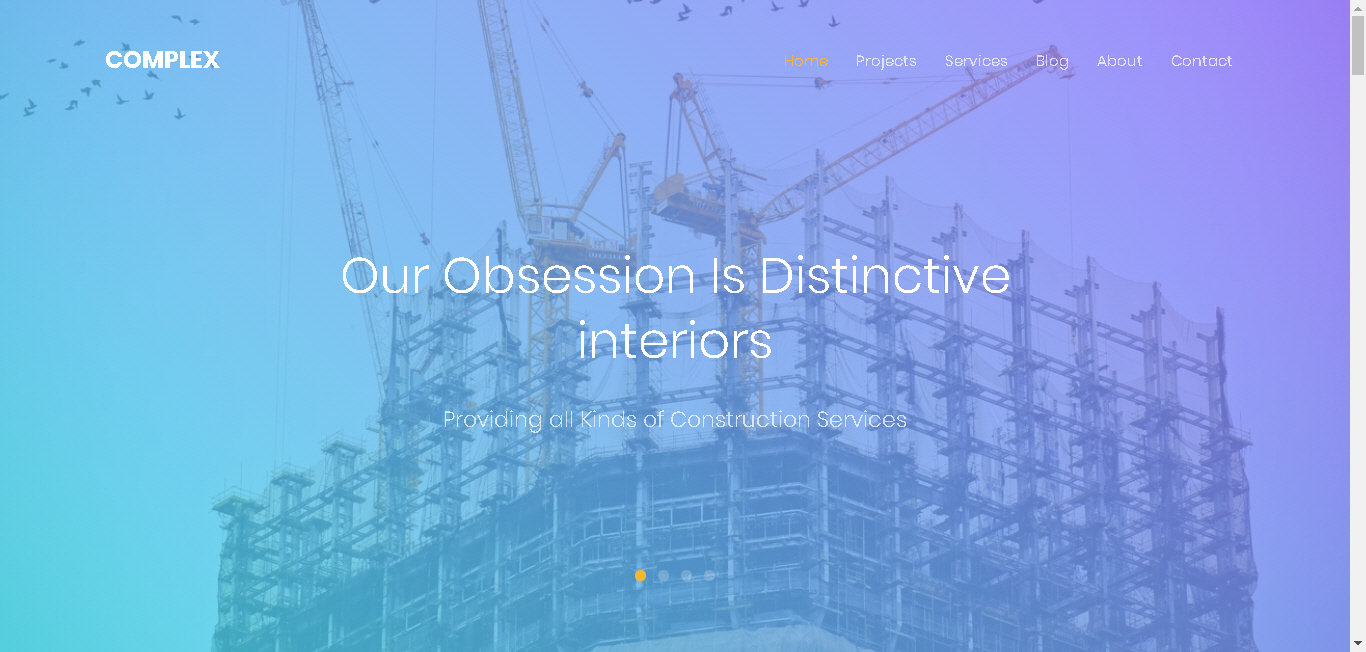 COMPLEX
Home Projects Services Blog About Contact
Our Obsession Is Distinctive
interiors
Providing all Kinds of Construction Services